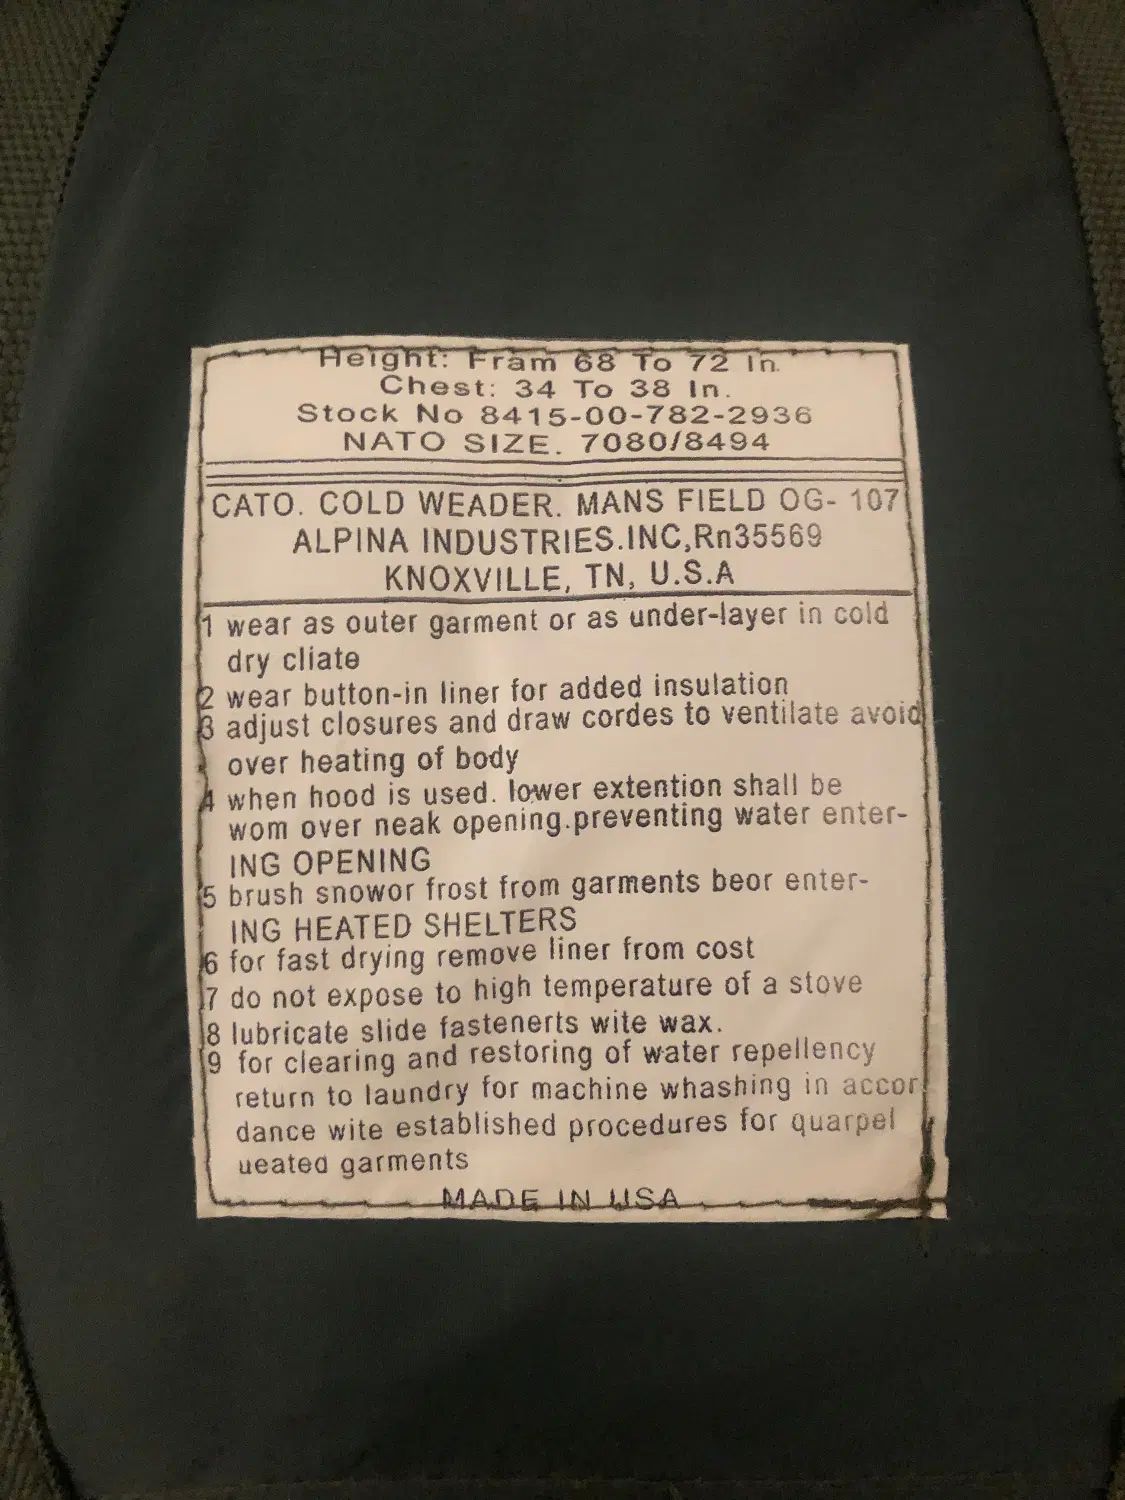 Height: Fram 68 To 72 In.
Chest: 34 To 38 In.
Stock No 8415-00-782-2936
NATO SIZE. 7080/8494
CATO. COLD WEADER. MANS FIELD OG- 107
ALPINA INDUSTRIES.INC,Rn35569
KNOXVILLE, TN, U.S.A
1 wear as outer garment or as under-layer in cold
dry cliate
2 wear button-in liner for added insulation
3 adjust closures and draw cordes to ventilate avoid
over heating of body
4 when hood is used. lower extention shall be
wom over neak opening.preventing water enter-
ING OPENING
5 brush snowor frost from garments beor enter-
ING HEATED SHELTERS
6 for fast drying remove liner from cost
7 do not expose to high temperature of a stove
8 lubricate slide fastenerts wite wax.
9 for clearing and restoring of water repellency
return to laundry for machine whashing in accor
dance wite established procedures for quarpel
ueated garments
MADE IN USA